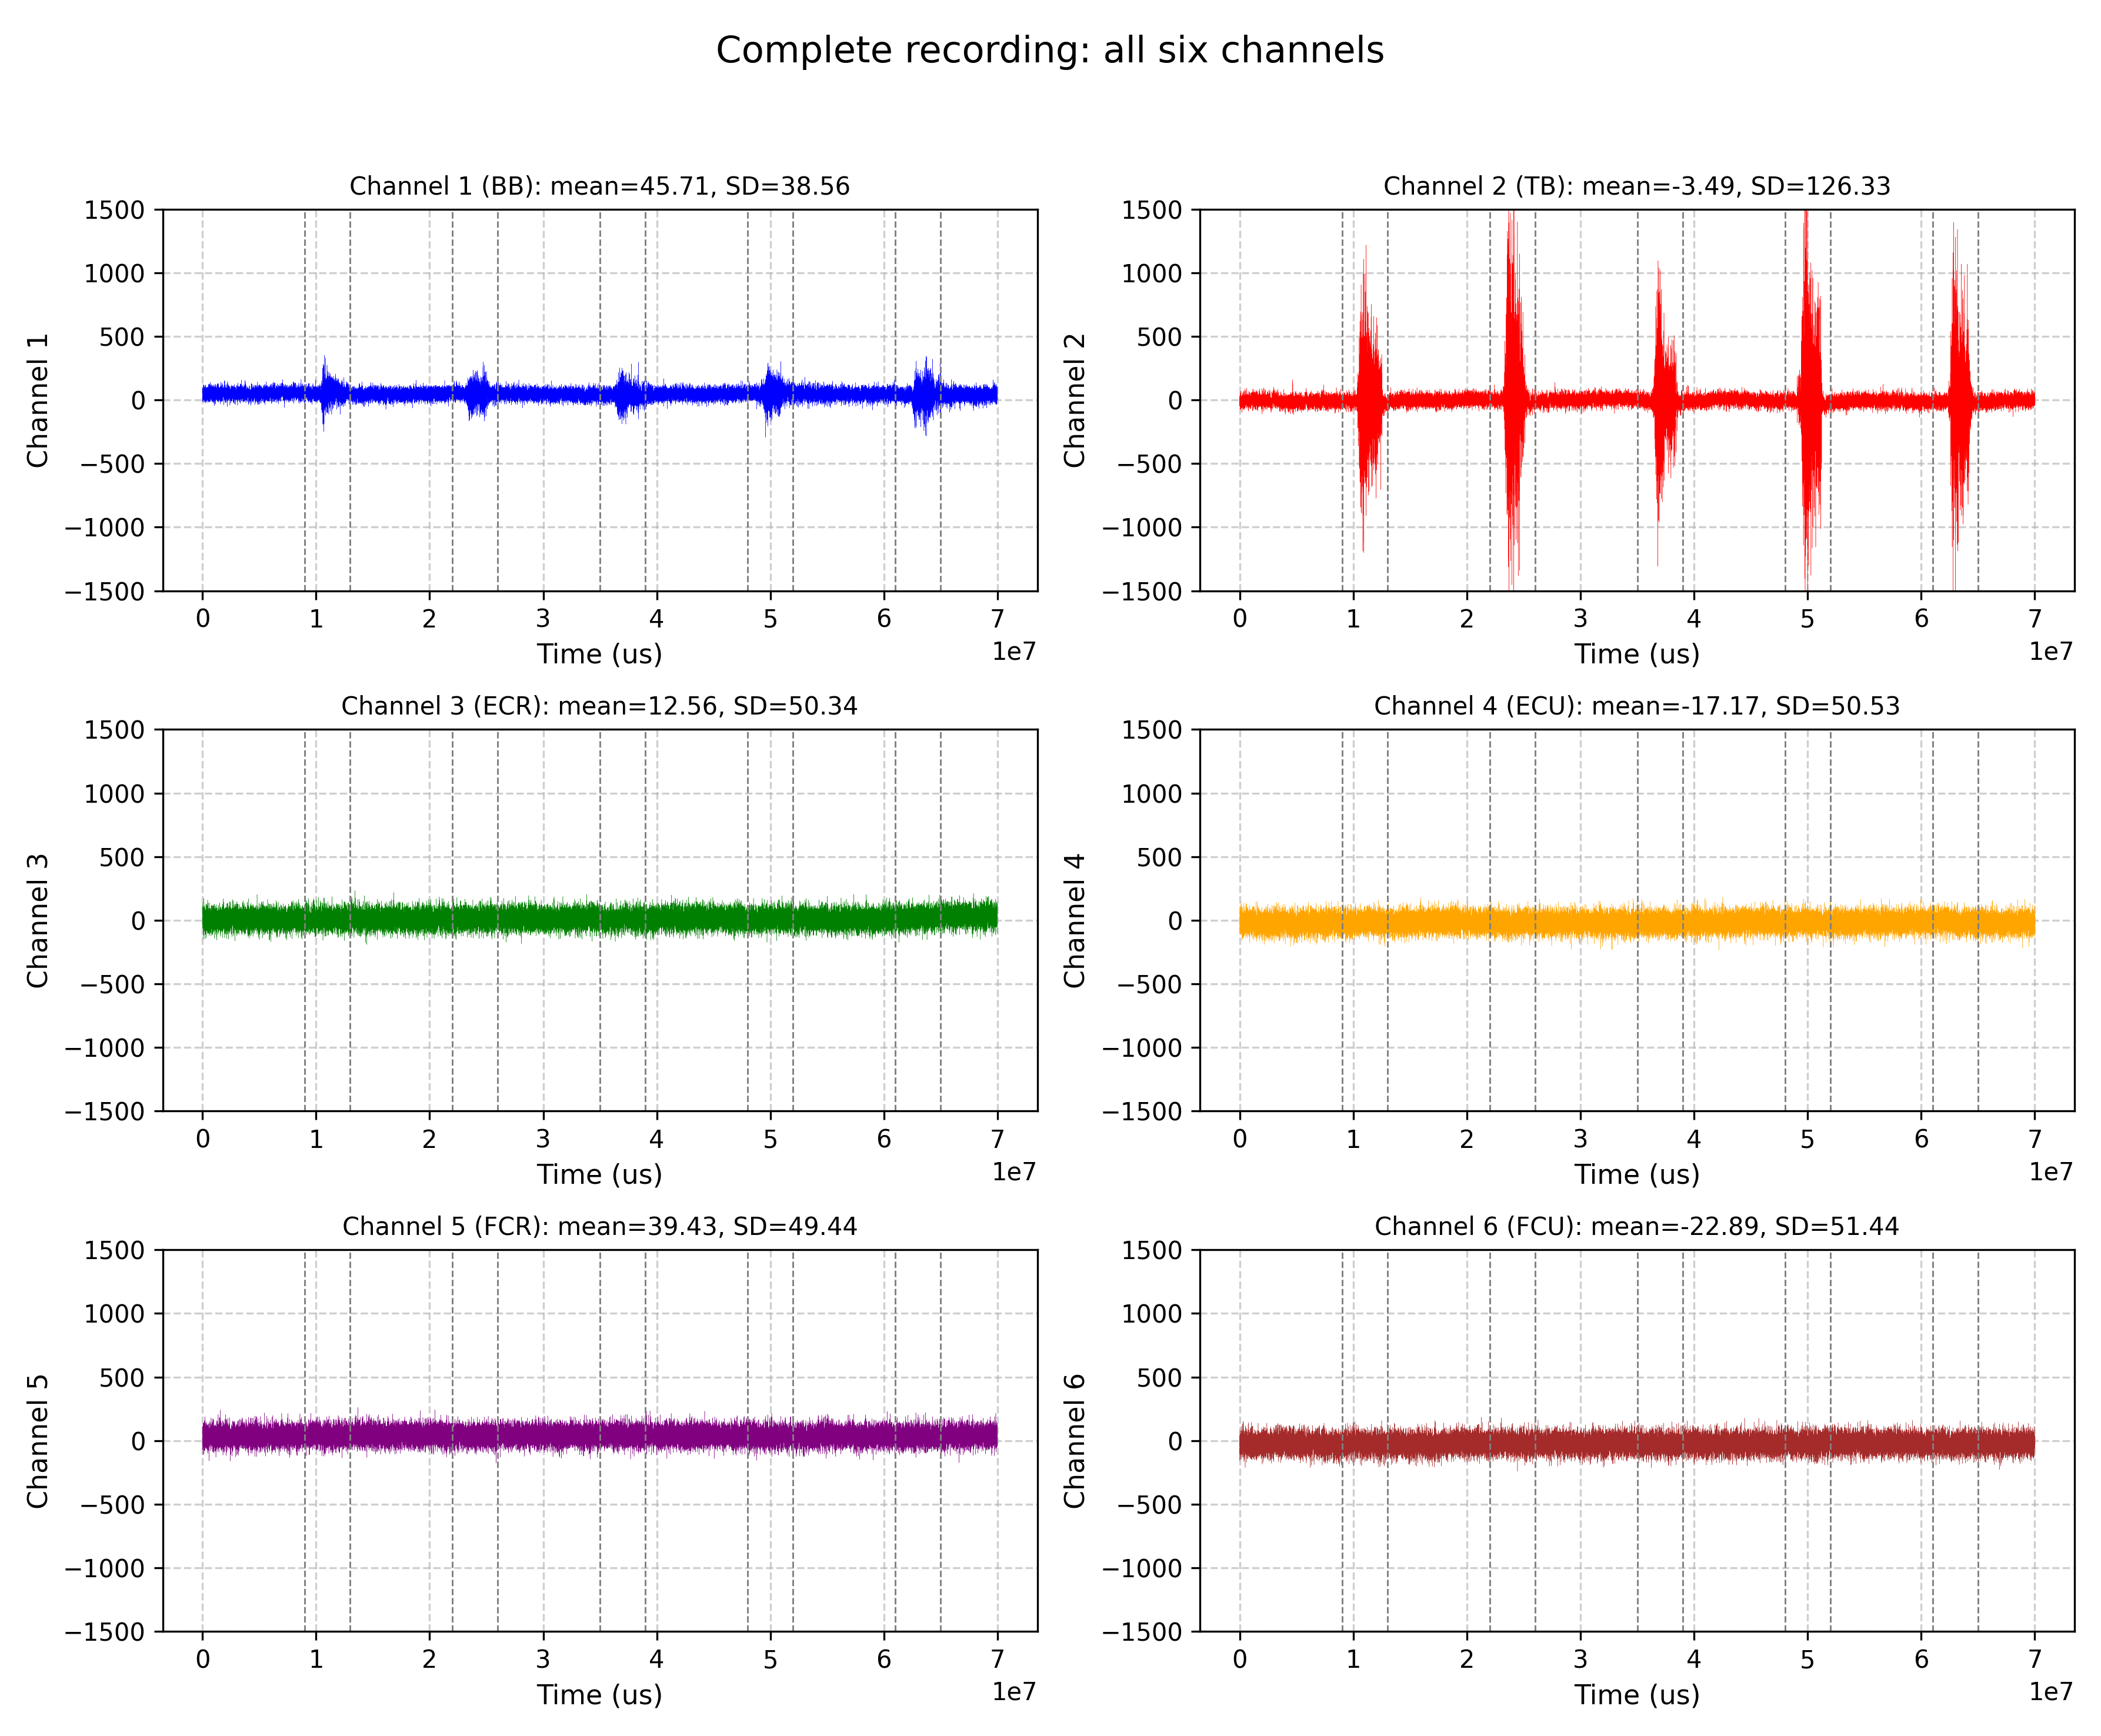 Complete recording: all six channels
Channel 1 (BB): mean=45.71, SD=38.56
1500
1000
500
0
−500
−1000
−1500
Channel 1
0 1 2 3 4 5 6 7
1e7
Time (us)
Channel 2 (TB): mean=-3.49, SD=126.33
1500
1000
500
0
−500
−1000
−1500
Channel 2
0 1 2 3 4 5 6 7
1e7
Time (us)
Channel 3 (ECR): mean=12.56, SD=50.34
1500
1000
500
0
−500
−1000
−1500
Channel 3
0 1 2 3 4 5 6 7
1e7
Time (us)
Channel 4 (ECU): mean=-17.17, SD=50.53
1500
1000
500
0
−500
−1000
−1500
Channel 4
0 1 2 3 4 5 6 7
1e7
Time (us)
Channel 5 (FCR): mean=39.43, SD=49.44
1500
1000
500
0
−500
−1000
−1500
Channel 5
0 1 2 3 4 5 6 7
1e7
Time (us)
Channel 6 (FCU): mean=-22.89, SD=51.44
1500
1000
500
0
−500
−1000
−1500
Channel 6
0 1 2 3 4 5 6 7
1e7
Time (us)